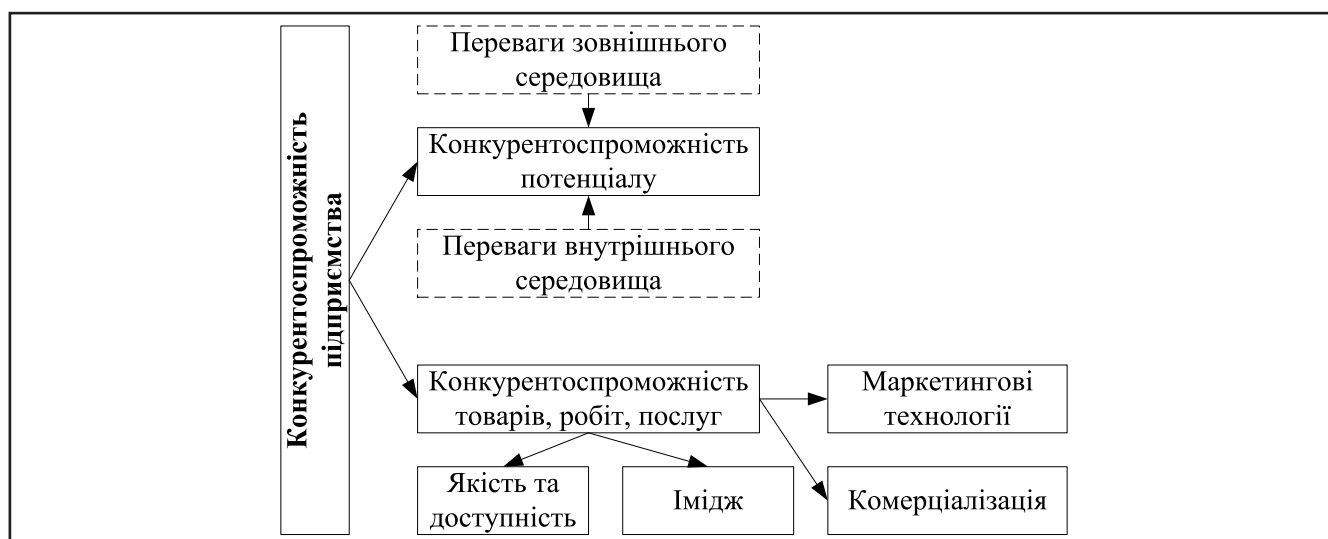 Конкурентоспроможність
підприємства
Переваги зовнішнього
середовища
Конкурентоспроможність
потенціалу
Переваги внутрішнього
середовища
Конкурентоспроможність
товарів, робіт, послуг
Маркетингові
технології
Якість та
доступність
Імідж
Комерціалізація